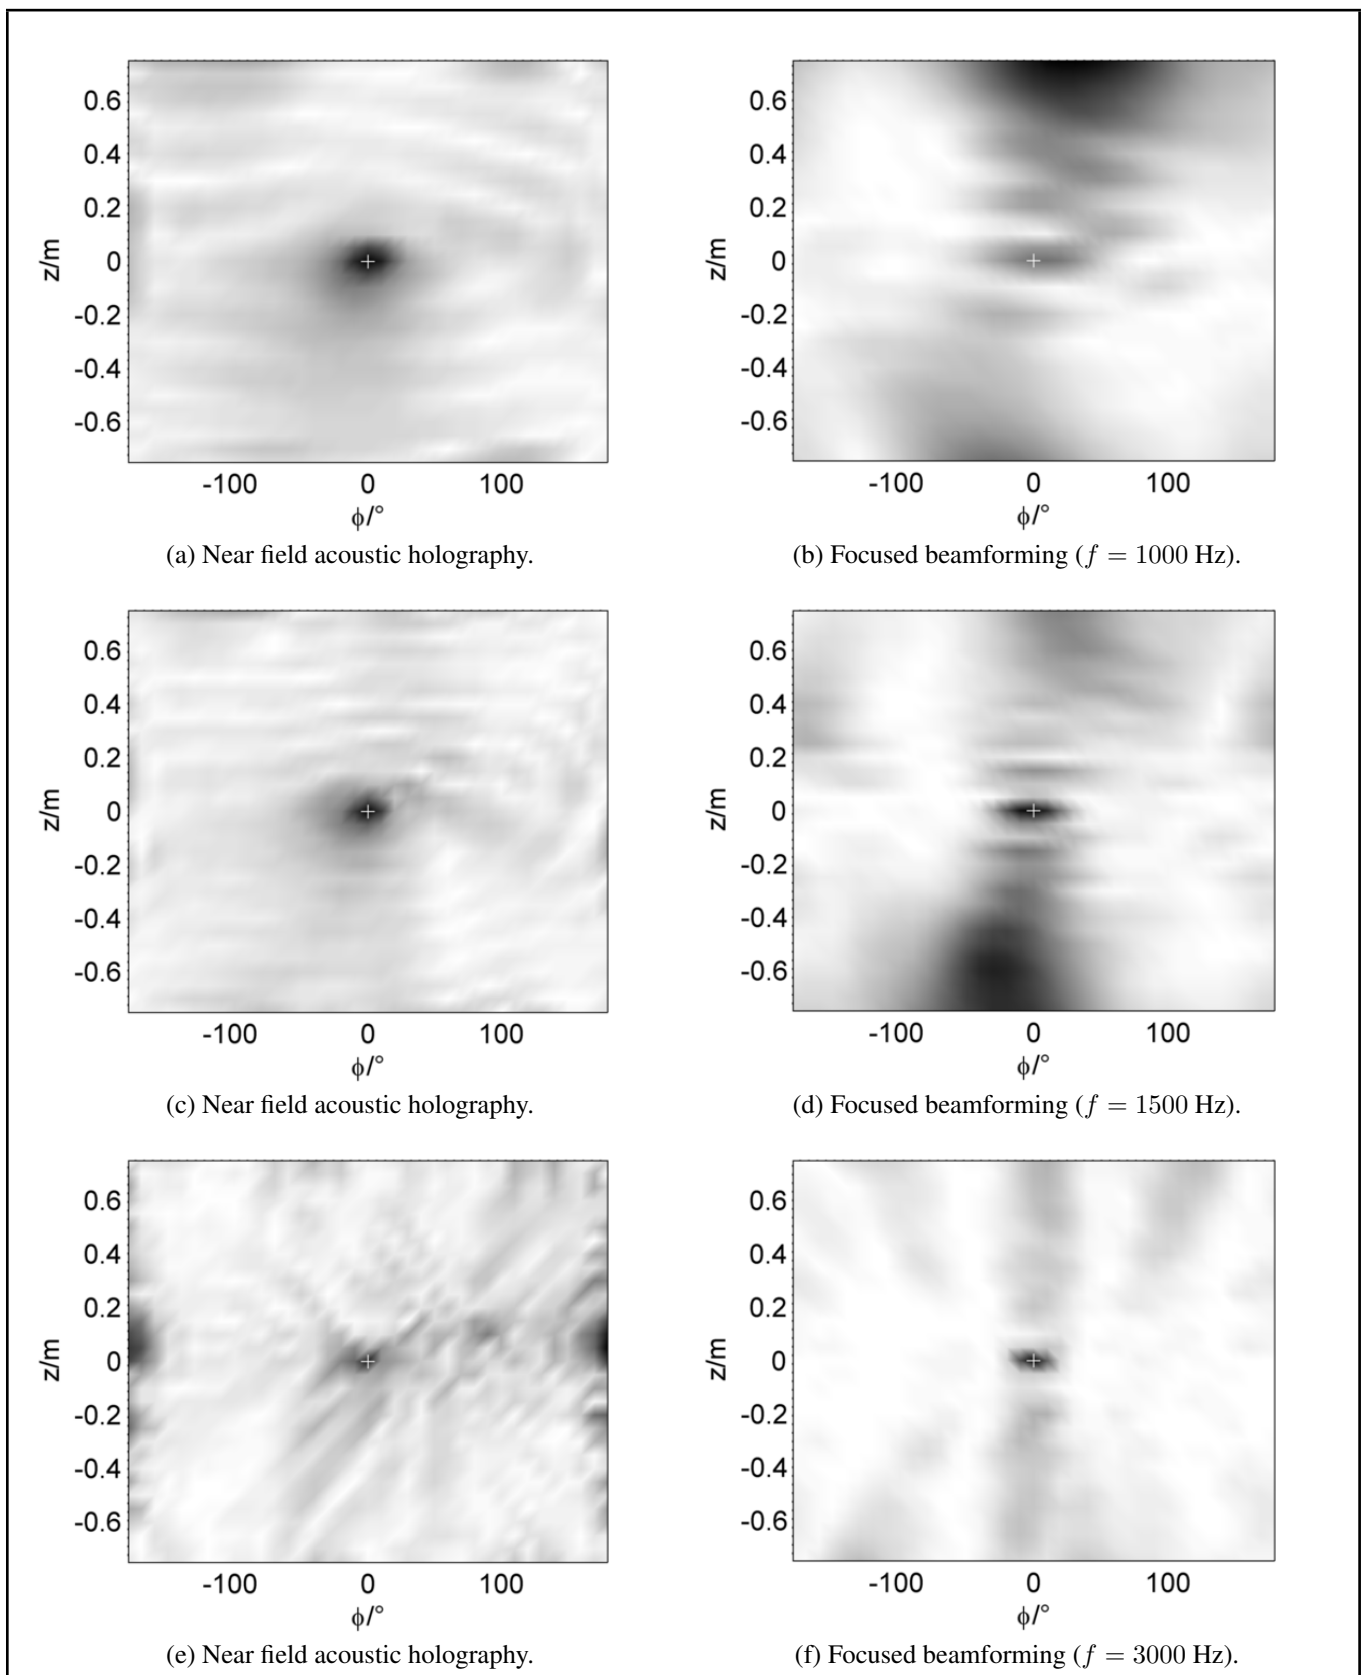 0.6
0.4
0.2
0
-0.2
-0.4
-0.6
z/m
-100 0 100
ϕ/°
(a) Near field acoustic holography.
0.6
0.4
0.2
0
-0.2
-0.4
-0.6
z/m
-100 0 100
ϕ/°
(b) Focused beamforming (f = 1000 Hz).
0.6
0.4
0.2
0
-0.2
-0.4
-0.6
z/m
-100 0 100
ϕ/°
(c) Near field acoustic holography.
0.6
0.4
0.2
0
-0.2
-0.4
-0.6
z/m
-100 0 100
ϕ/°
(d) Focused beamforming (f = 1500 Hz).
0.6
0.4
0.2
0
-0.2
-0.4
-0.6
z/m
-100 0 100
ϕ/°
(e) Near field acoustic holography.
0.6
0.4
0.2
0
-0.2
-0.4
-0.6
z/m
-100 0 100
ϕ/°
(f) Focused beamforming (f = 3000 Hz).